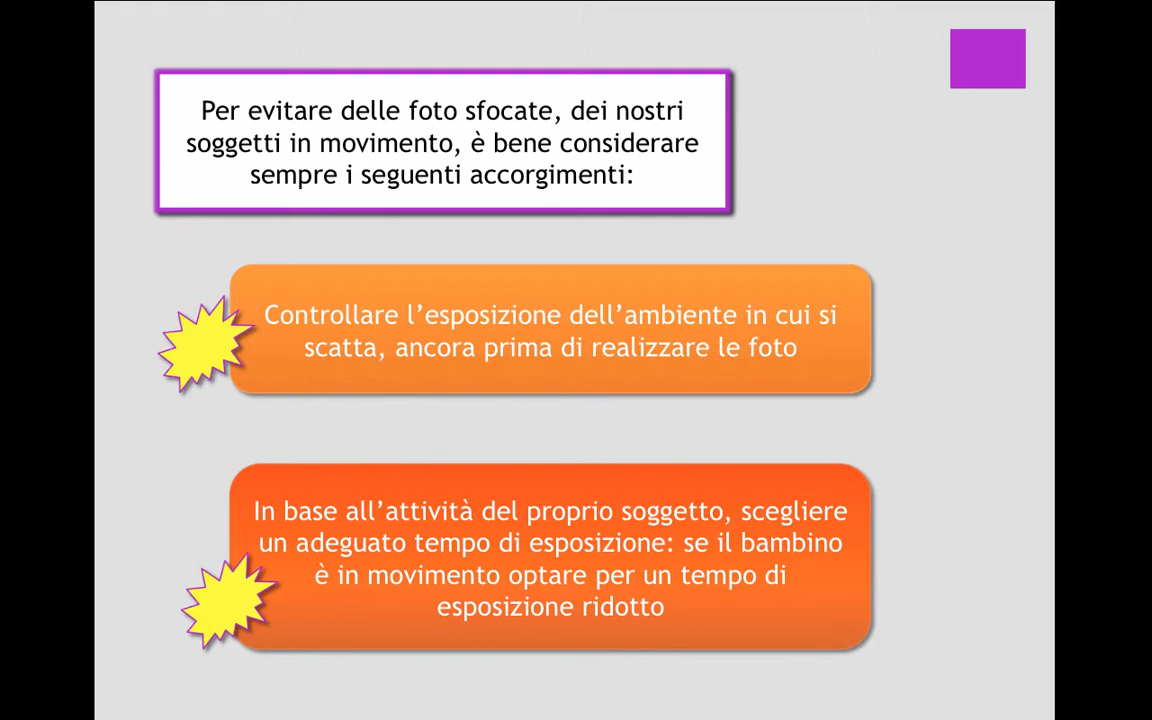 Per evitare delle foto sfocate, dei nostri
soggetti in movimento, è bene considerare
sempre i seguenti accorgimenti:
Controllare l’esposizione dell’ambiente in cui si
scatta, ancora prima di realizzare le foto
In base all’attività del proprio soggetto, scegliere
un adeguato tempo di esposizione: se il bambino
è in movimento optare per un tempo di
esposizione ridotto